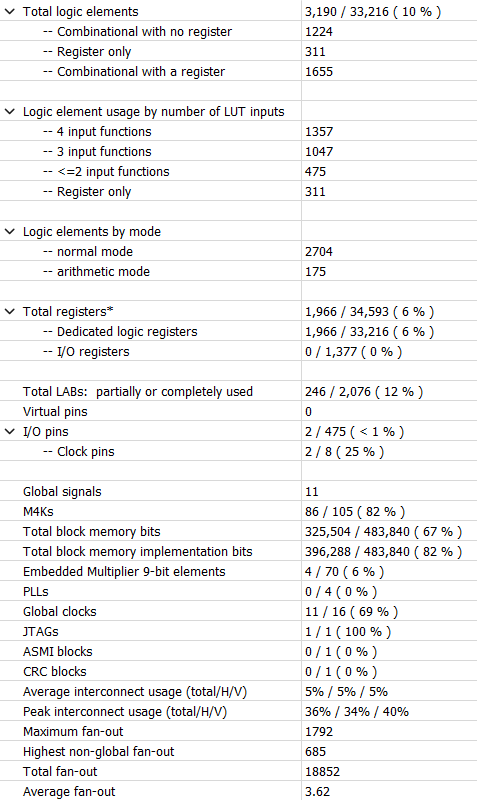 Total logic elements 3,190 / 33,216 ( 10 % )
-- Combinational with no register 1224
-- Register only 311
-- Combinational with a register 1655
Logic element usage by number of LUT inputs
-- 4 input functions 1357
-- 3 input functions 1047
-- <=2 input functions 475
-- Register only 311
Logic elements by mode
-- normal mode 2704
-- arithmetic mode 175
Total registers* 1,966 / 34,593 ( 6 % )
-- Dedicated logic registers 1,966 / 33,216 ( 6 % )
-- I/O registers 0 / 1,377 ( 0 % )
Total LABs: partially or completely used 246 / 2,076 ( 12 % )
Virtual pins 0
I/O pins 2 / 475 ( < 1 % )
-- Clock pins 2 / 8 ( 25 % )
Global signals 11
M4Ks 86 / 105 ( 82 % )
Total block memory bits 325,504 / 483,840 ( 67 % )
Total block memory implementation bits 396,288 / 483,840 ( 82 % )
Embedded Multiplier 9-bit elements 4 / 70 ( 6 % )
PLLs 0 / 4 ( 0 % )
Global clocks 11 / 16 ( 69 % )
JTAGs 1 / 1 ( 100 % )
ASMI blocks 0 / 1 ( 0 % )
CRC blocks 0 / 1 ( 0 % )
Average interconnect usage (total/H/V) 5% / 5% / 5%
Peak interconnect usage (total/H/V) 36% / 34% / 40%
Maximum fan-out 1792
Highest non-global fan-out 685
Total fan-out 18852
Average fan-out 3.62